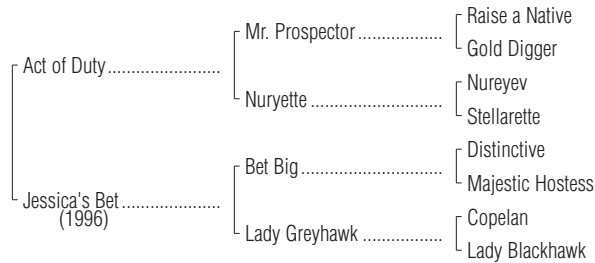 Raise a Native
Mr. Prospector ..................
Gold Digger
Act of Duty.......................
Nureyev
Nuryette ............................
Stellarette
Distinctive
Bet Big..............................
Majestic Hostess
Jessica's Bet ....................
(1996)
Copelan
Lady Greyhawk .................
Lady Blackhawk